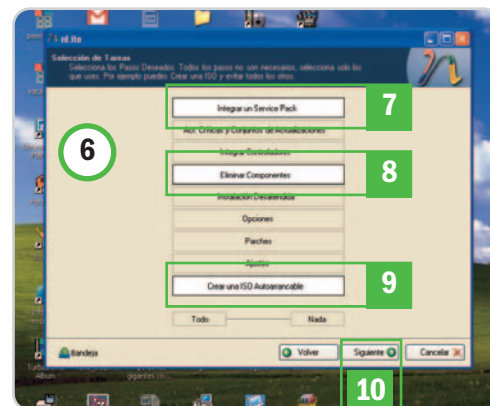 nLite
Selección de Tareas
Selecciona los Pasos Deseados. Todos los pasos no son necesarios, selecciona solo los
que uses. Por ejemplo puedes Crear una ISO y evitar todos los otros.
6
Integrar un Service Pack
7
Act. Críticas y Conjuntos de Actualizaciones
Integrar Controladores
Eliminar Componentes
8
Instalación Desatendida
Opciones
Parches
Ajustes
Crear una ISO Autoarrancable
9
Todo
Nada
Bandeja
Volver
Siguiente
Cancelar
10
gigantes